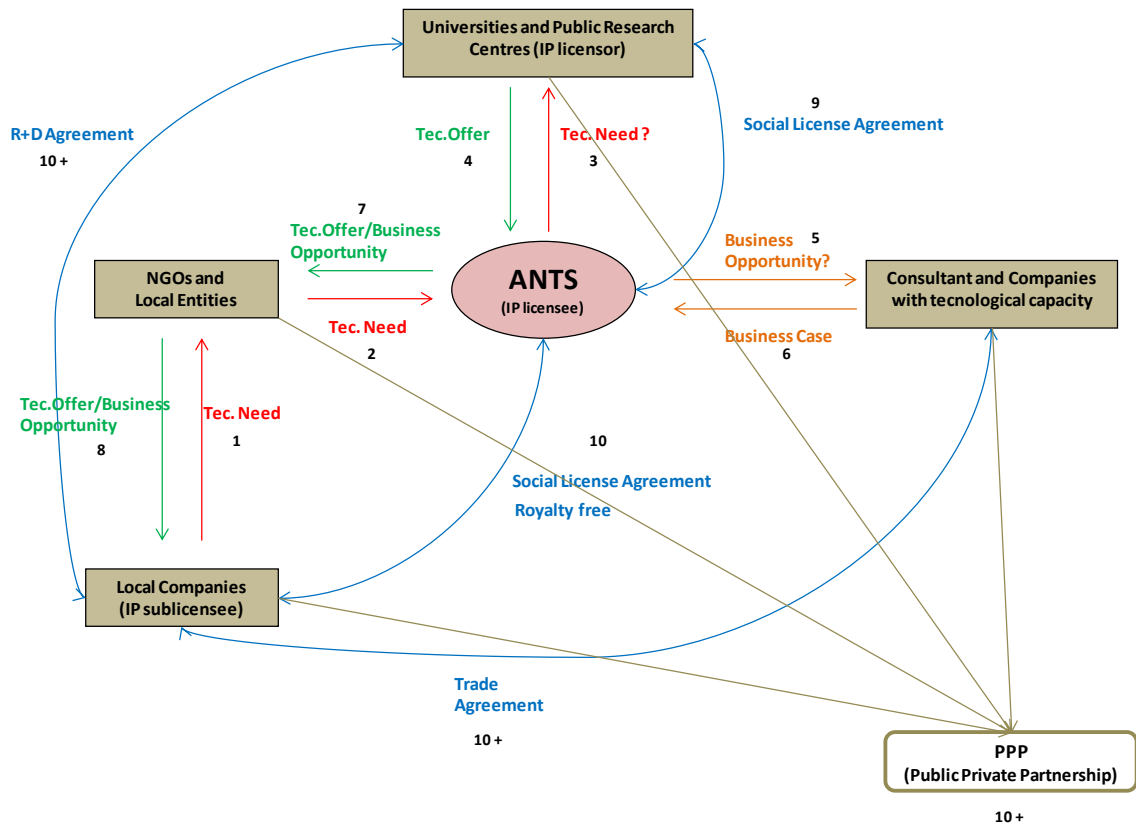 Universities and Public Research
Centres (IP licensor)
9
Social License Agreement
R+D Agreement
10 +
Tec.Offer
4
Tec. Need ?
3
7
Tec.Offer/Business
Opportunity
NGOs and
Local Entities
ANTS
(IP licensee)
Business
Opportunity?
5
Consultant and Companies
with tecnological capacity
Tec. Need
2
Business Case
6
Tec.Offer/Business
Opportunity
8
Tec. Need
1
10
Social License Agreement
Royalty free
Local Companies
(IP sublicensee)
Trade
Agreement
10 +
PPP
(Public Private Partnership)
10 +